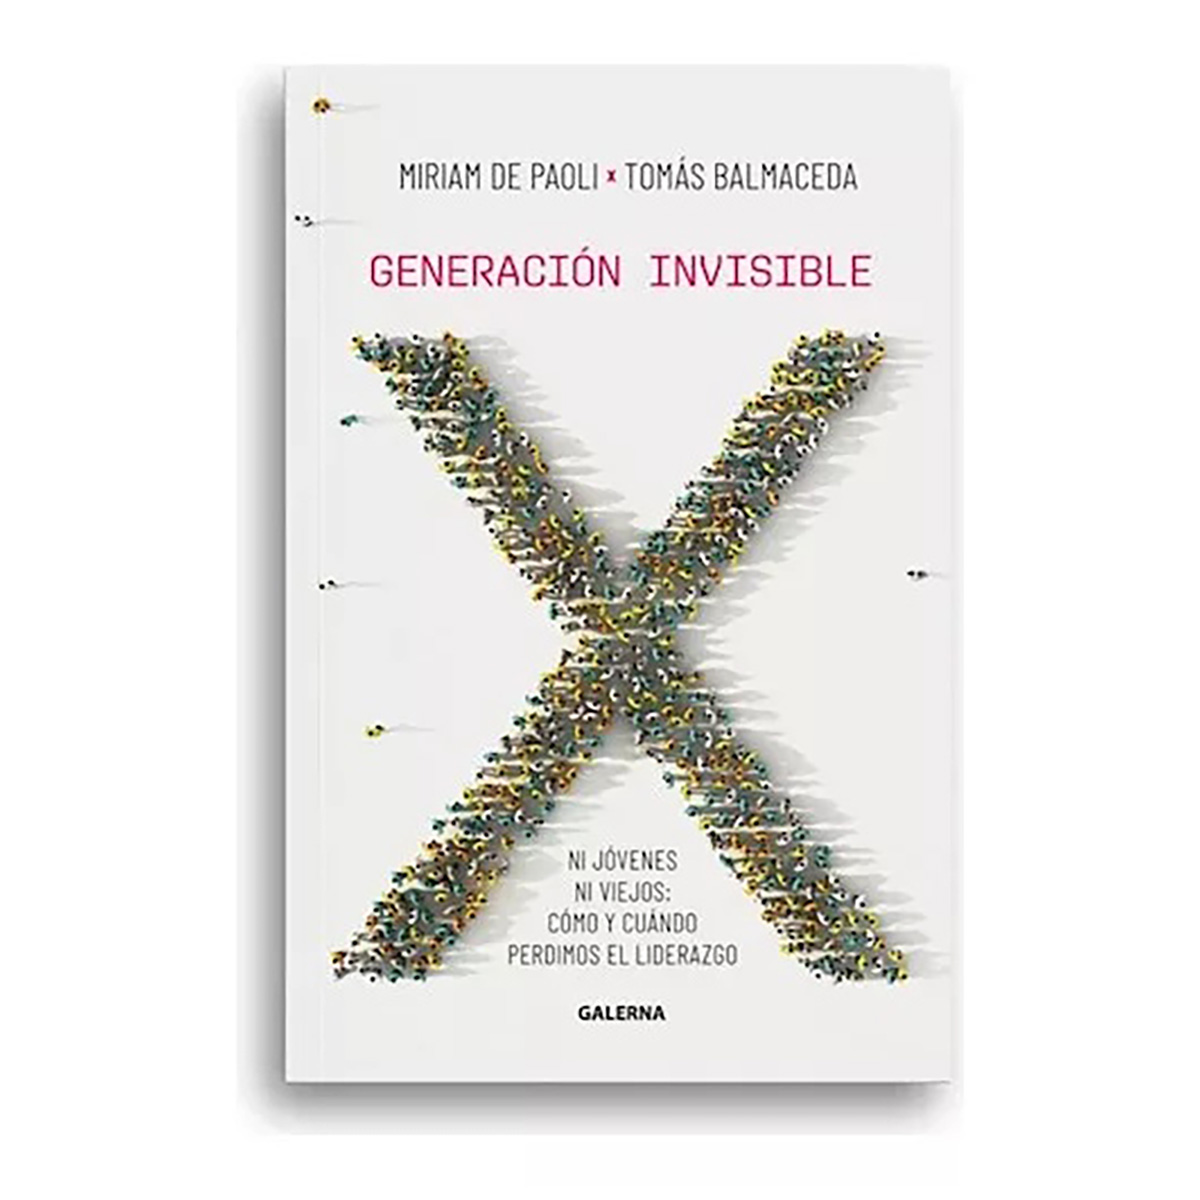 MIRIAM DE PAOLI x TOMÁS BALMACEDA
GENERACIÓN INVISIBLE
X
NI JÓVENES
NI VIEJOS:
CÓMO Y CUÁNDO
PERDIMOS EL LIDERAZGO
GALERNA